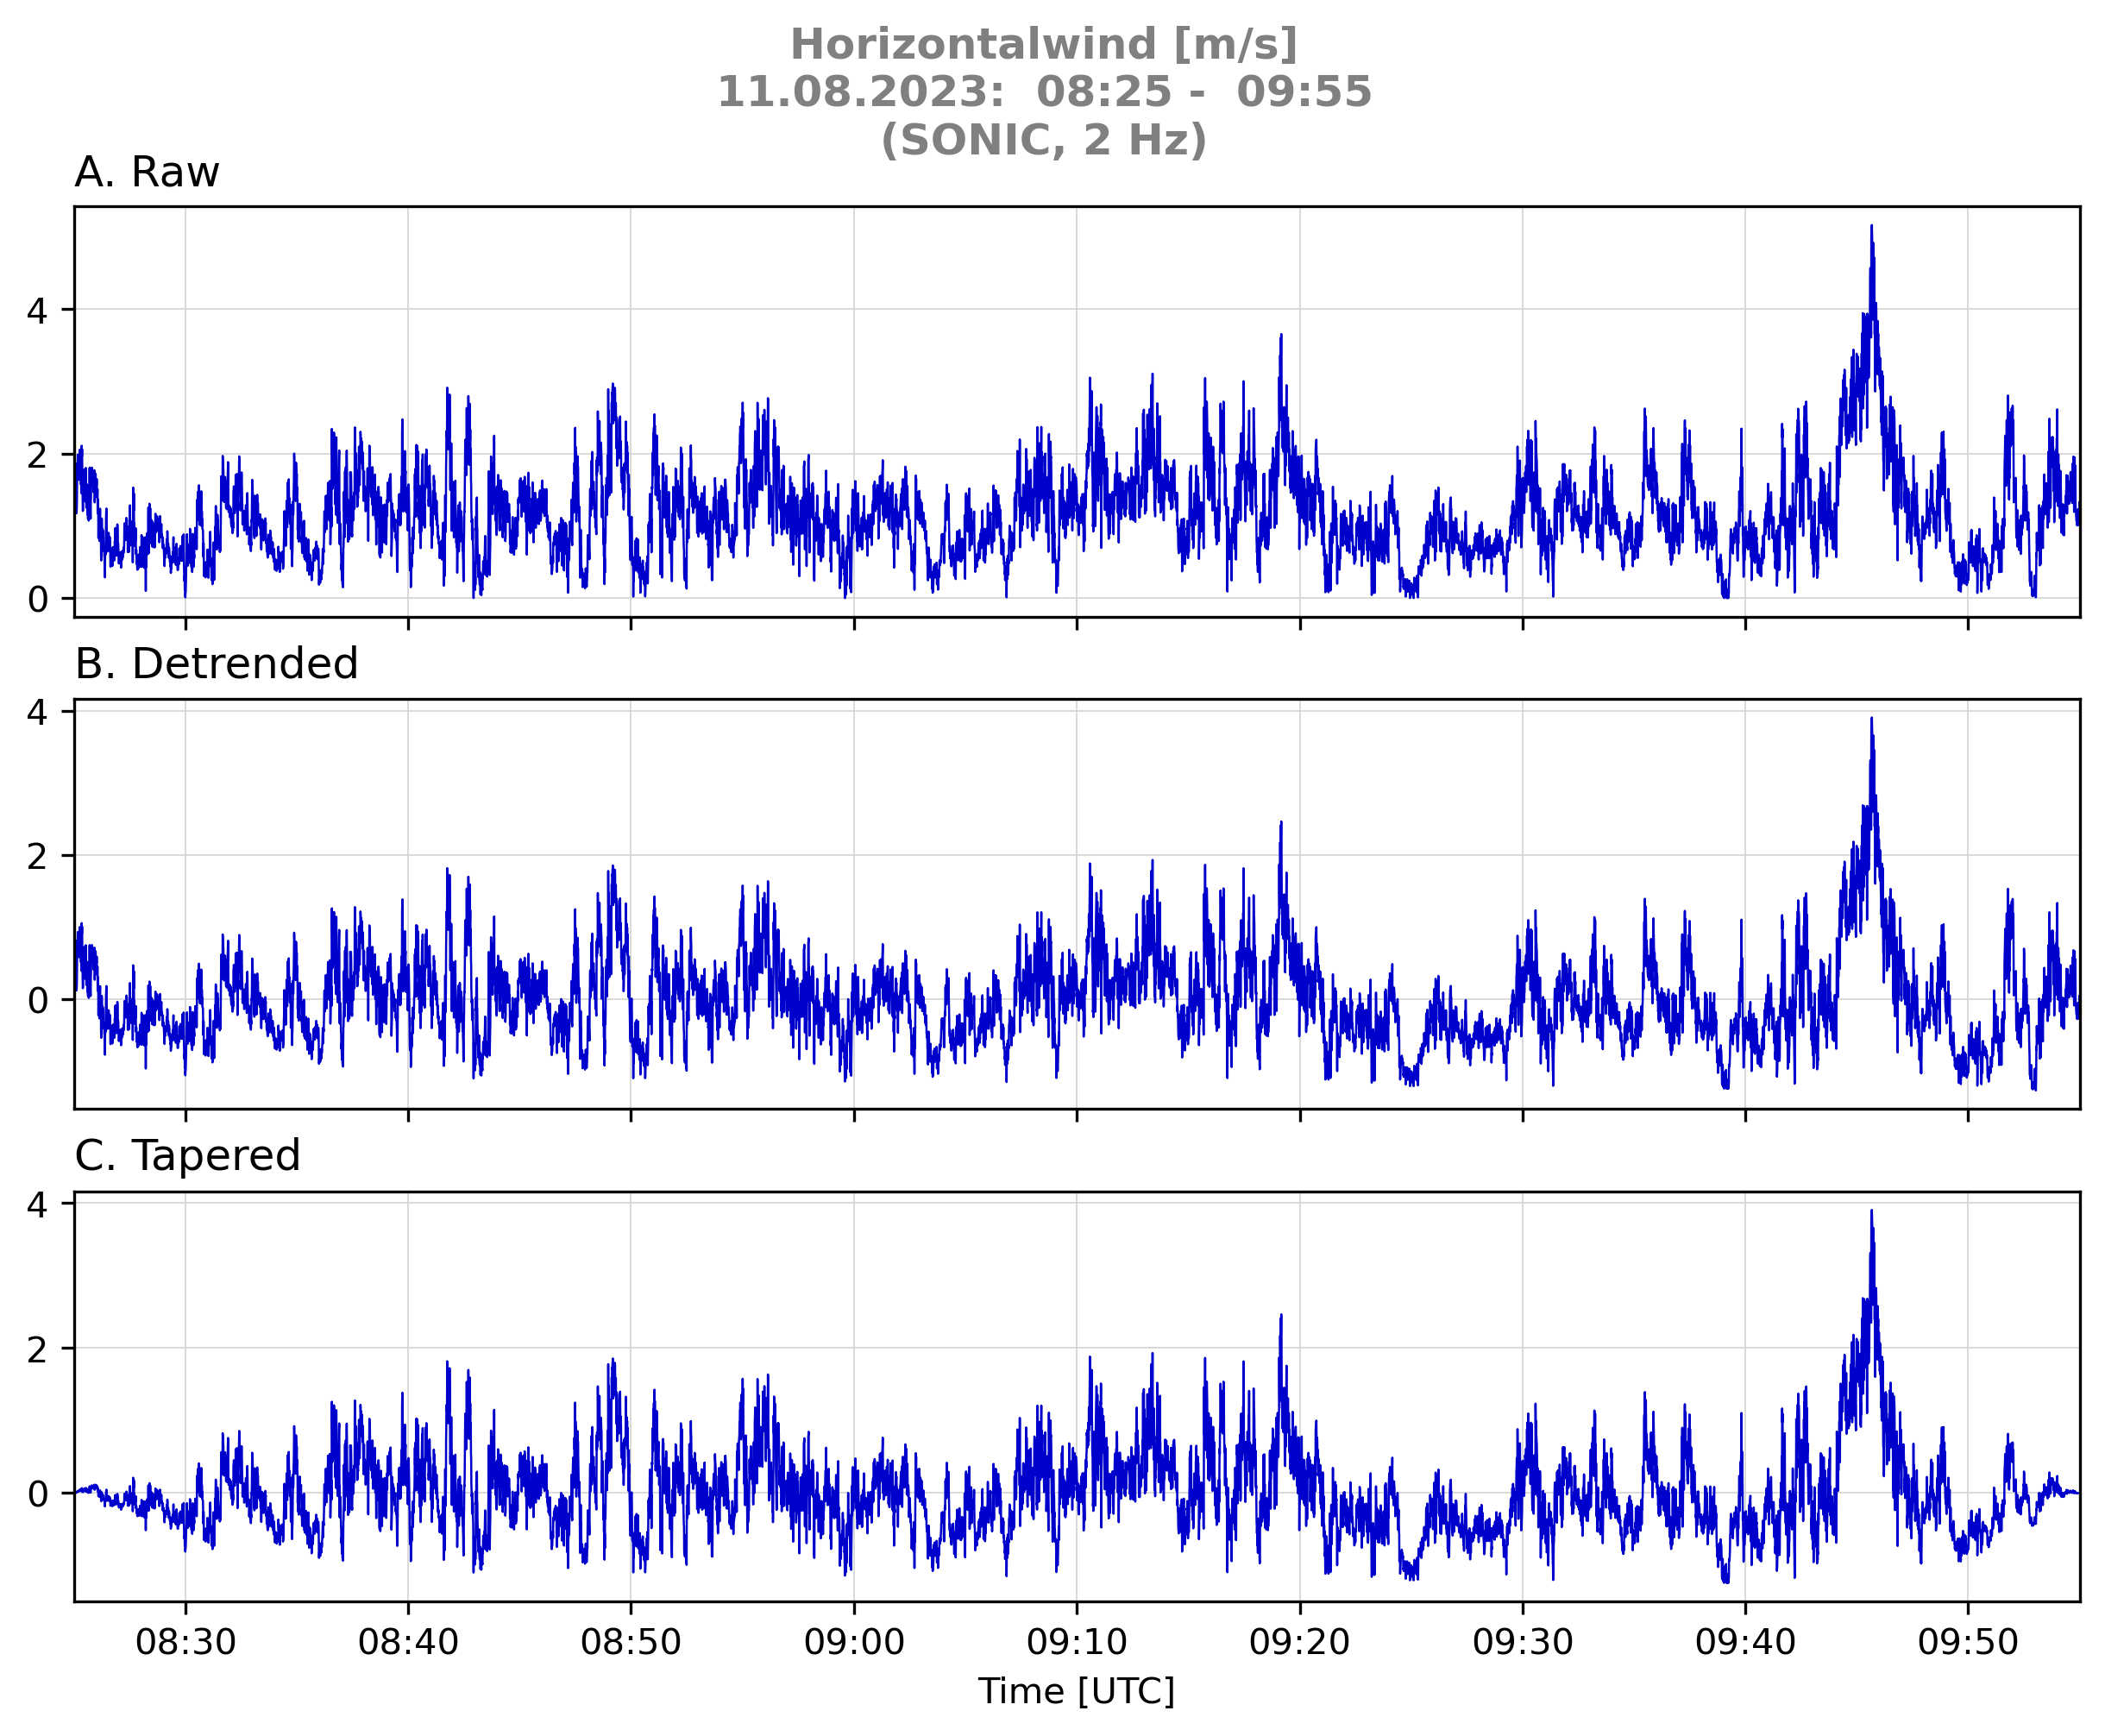 Horizontalwind [m/s]
11.08.2023:  08:25 -  09:55
(SONIC, 2 Hz)
A. Raw
4
2
0
B. Detrended
4
2
0
C. Tapered
4
2
0
08:30 08:40 08:50 09:00 09:10 09:20 09:30 09:40 09:50
Time [UTC]